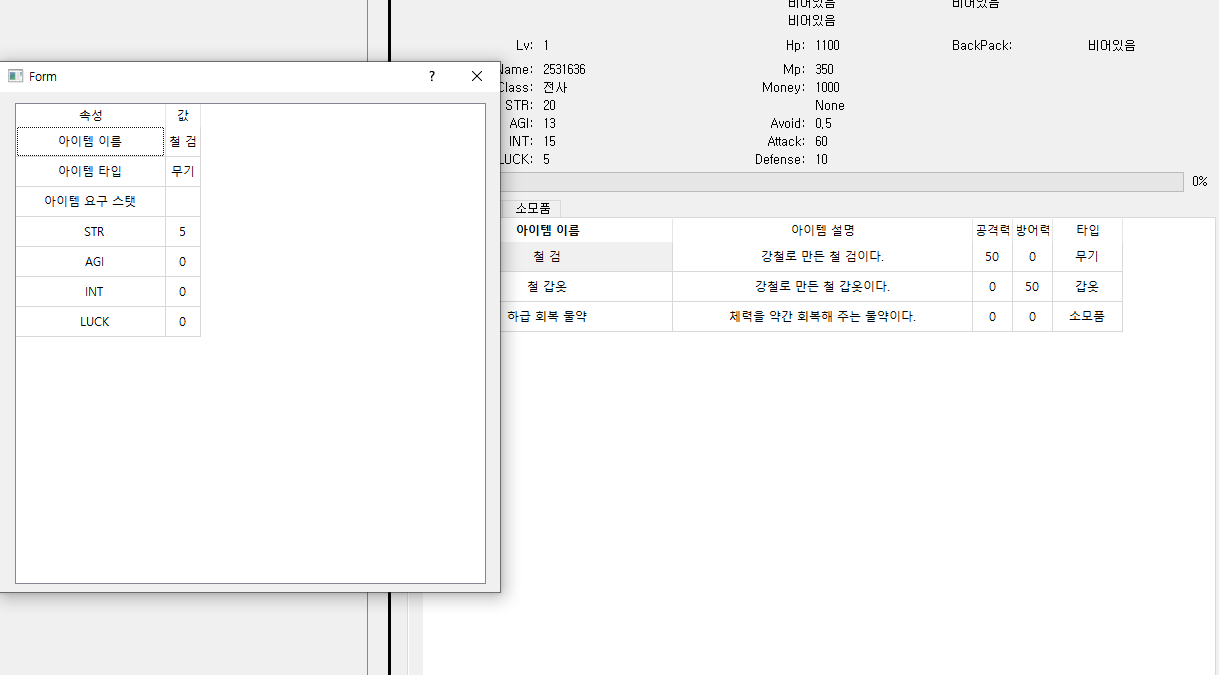 비어있음 비어있음
비어있음
Lv: 1 Hp: 1100 BackPack: 비어있음
Name: 2531636 Mp: 350
Class: 전사 Money: 1000
STR: 20 None
AGI: 13 Avoid: 0,5
INT: 15 Attack: 60
LUCK: 5 Defense: 10
0%
소모품
아이템 이름 아이템 설명 공격력 방어력 타입
철 검 강철로 만든 철 검이다. 50 0 무기
철 갑옷 강철로 만든 철 갑옷이다. 0 50 갑옷
하급 회복 물약 체력을 약간 회복해 주는 물약이다. 0 0 소모품
Form ?
속성 값
아이템 이름 철 검
아이템 타입 무기
아이템 요구 스탯
STR 5
AGI 0
INT 0
LUCK 0